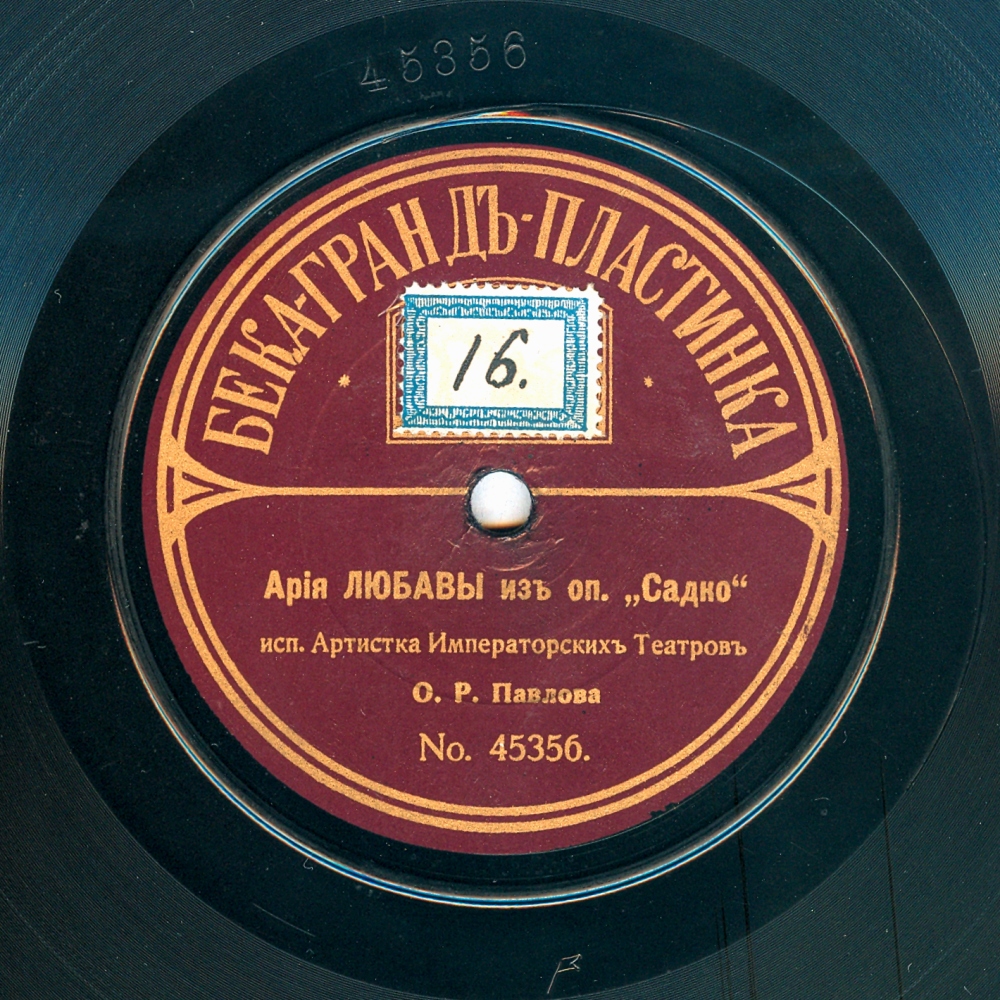 45356
БЕКА-ГРАНДЪ-ПЛАСТИНКА
16.
Арія ЛЮБАВЫ изъ оп. „Садко“
исп. Артистка Императорскихъ Театровъ
О. Р. Павлова
No. 45356.